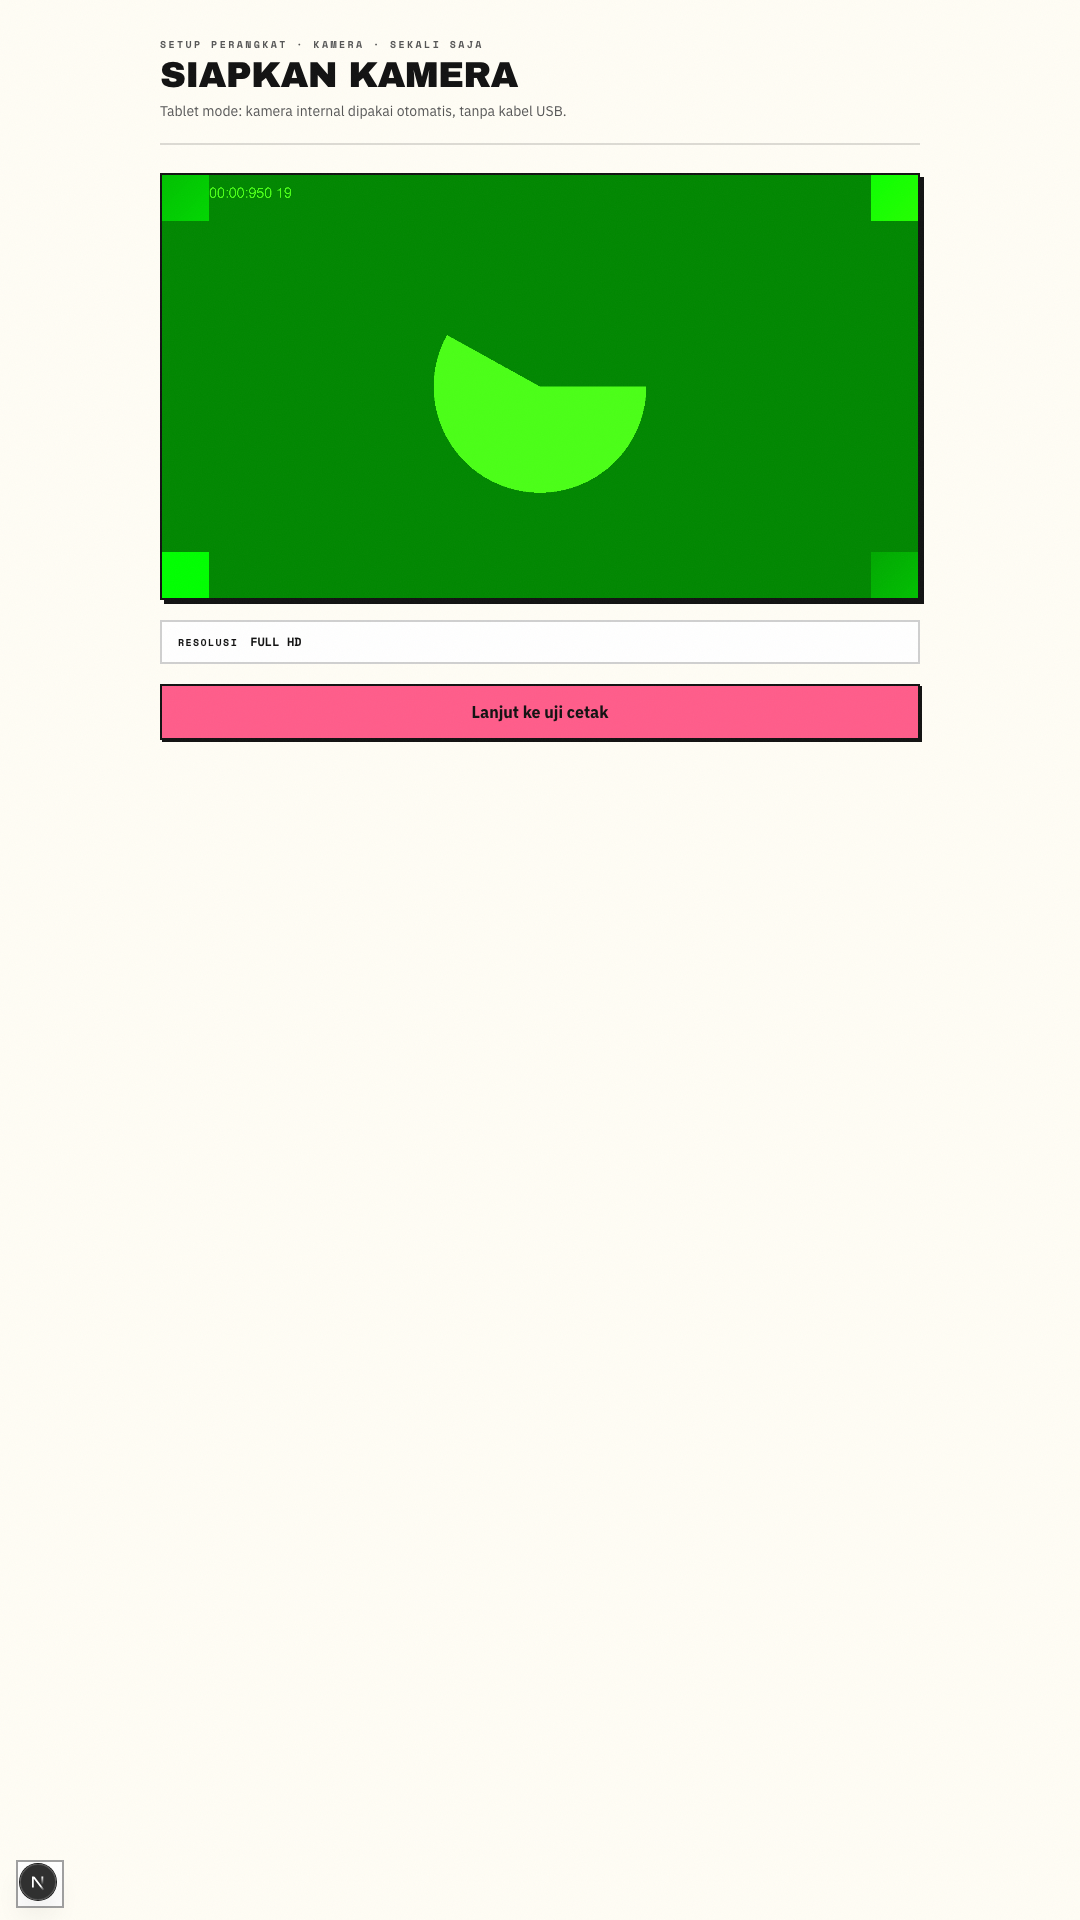 SETUP PERANGKAT · KAMERA · SEKALI SAJA
SIAPKAN KAMERA
Tablet mode: kamera internal dipakai otomatis, tanpa kabel USB.
00:00:950 19
RESOLUSI FULL HD
Lanjut ke uji cetak
N